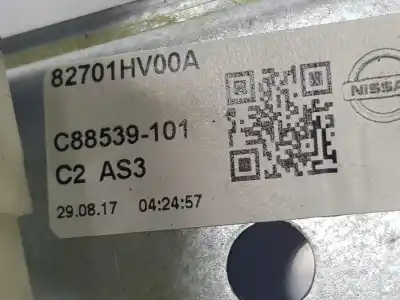 82701HV00A
C88539-101
C2 AS3
29.08.17 04:24:57
NISSAN